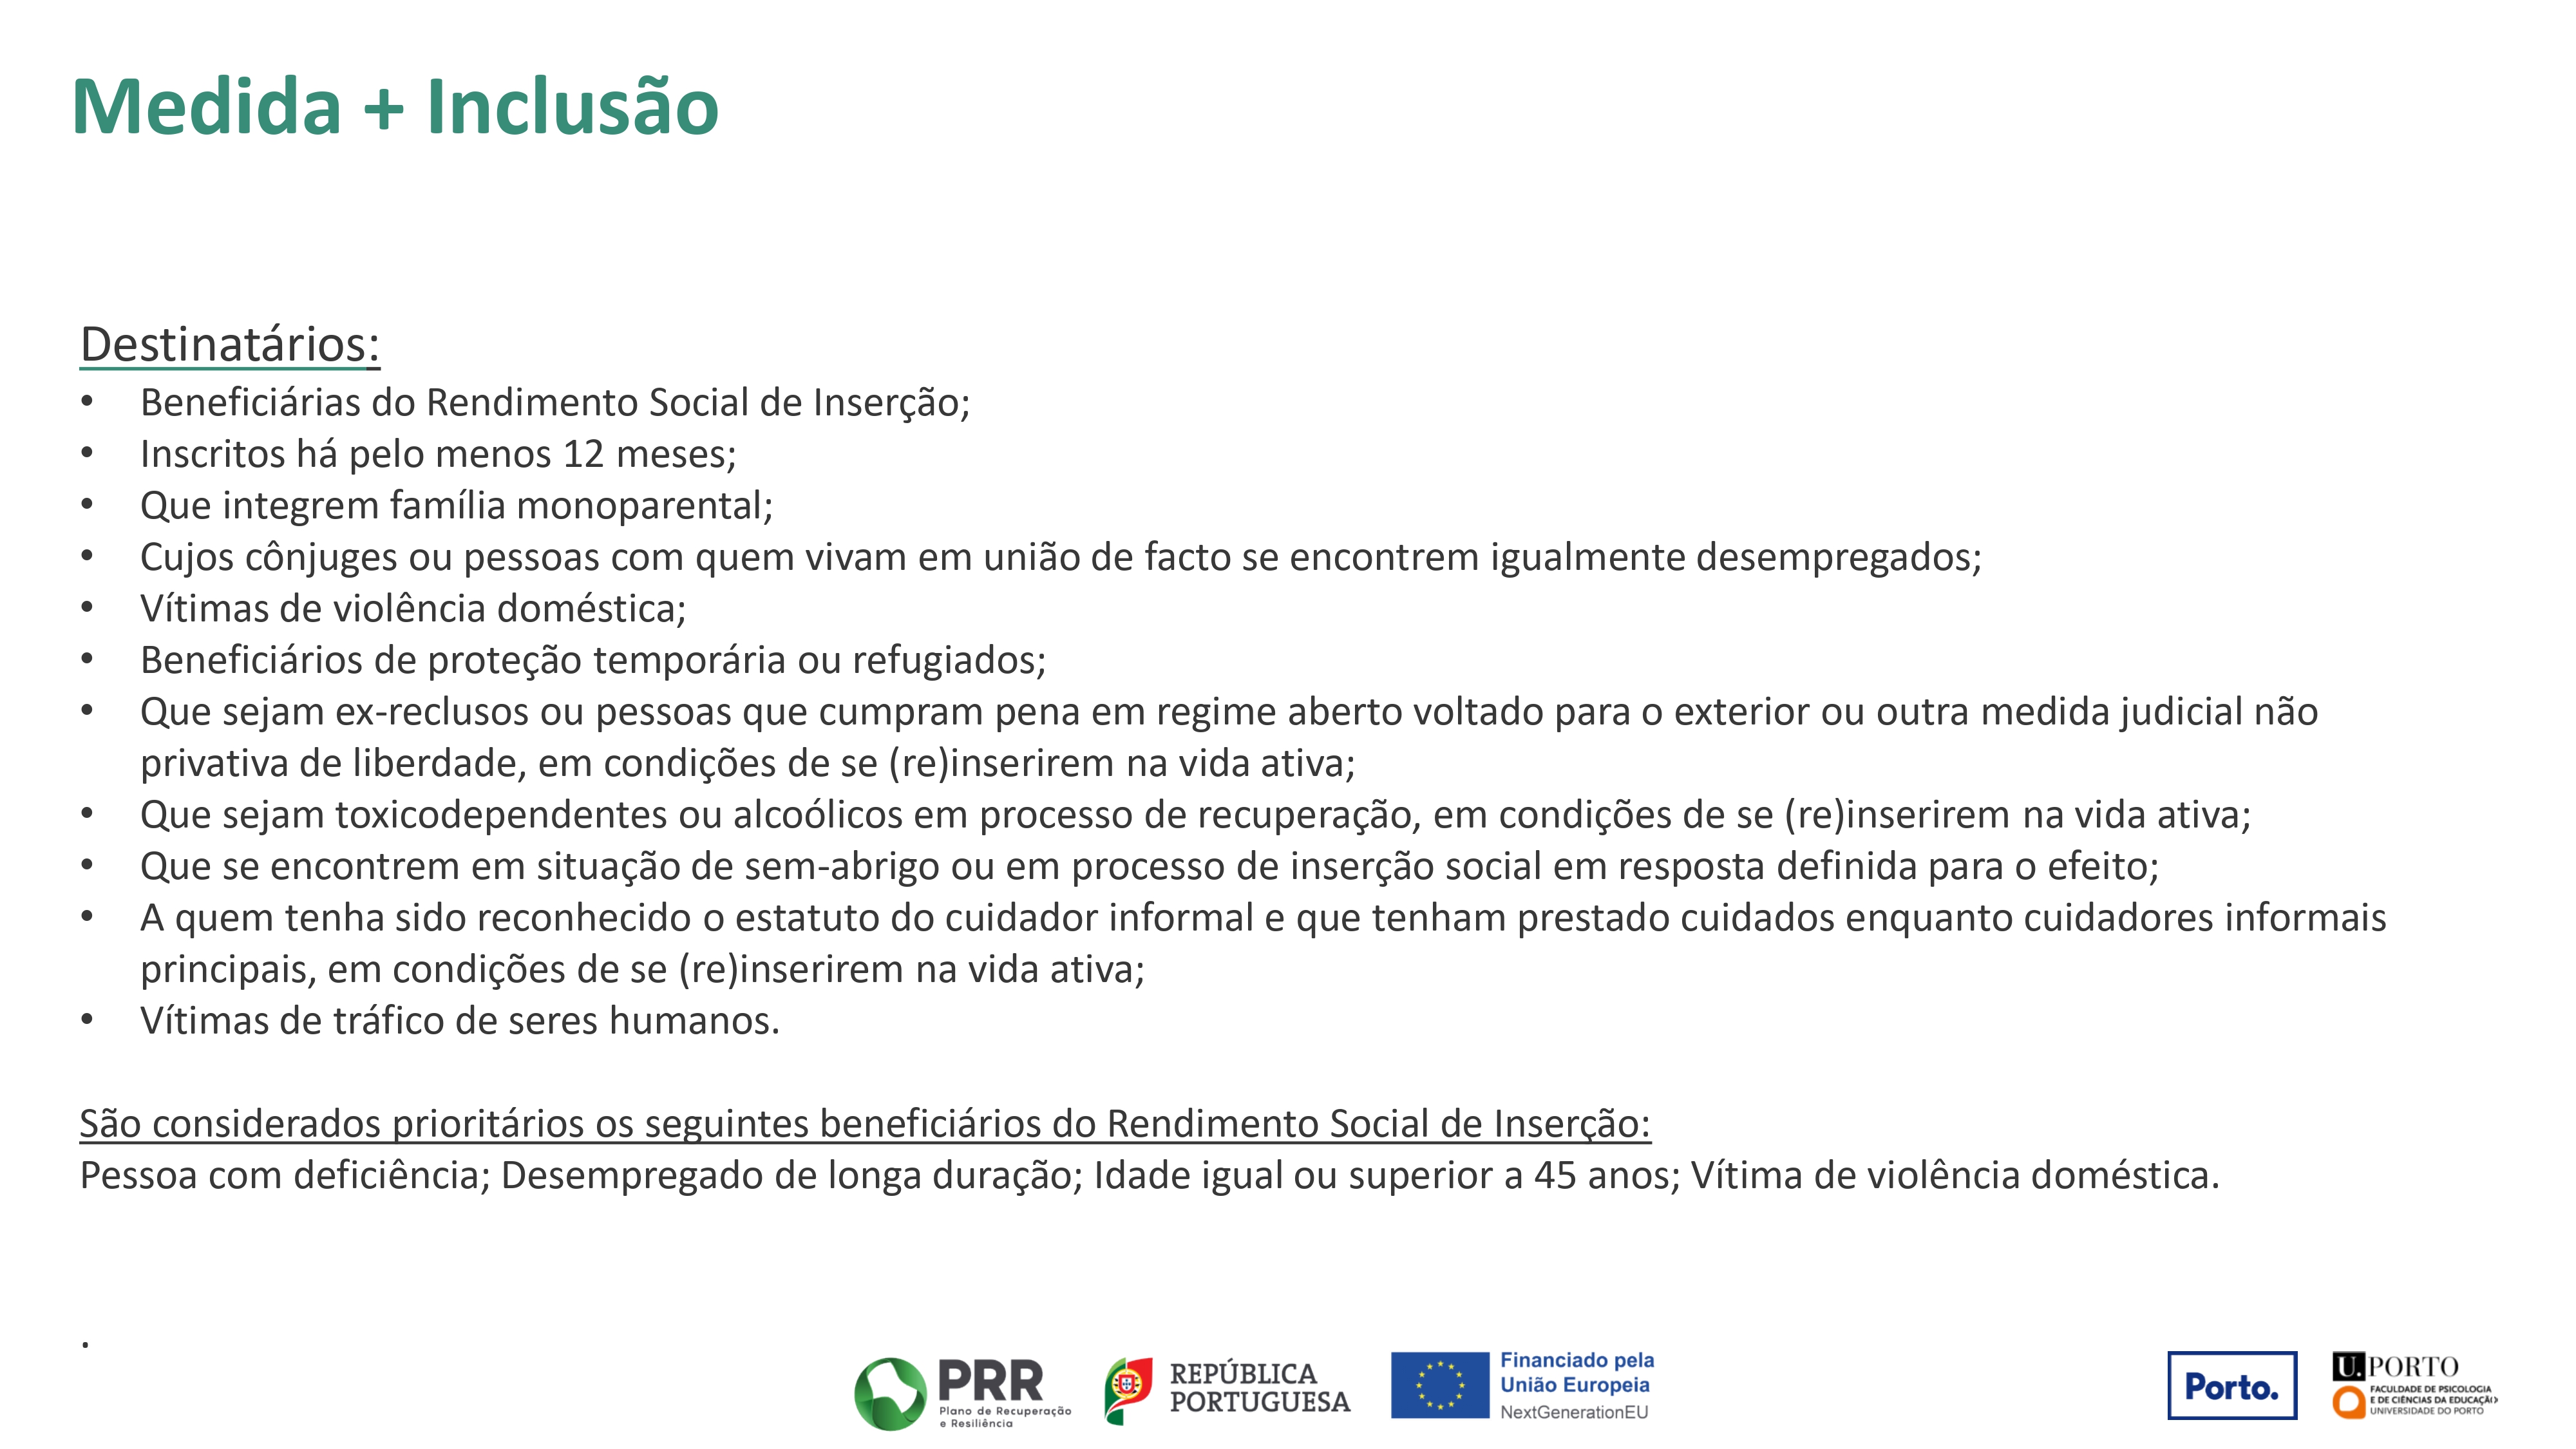 Medida + Inclusão
Destinatários:
• Beneficiárias do Rendimento Social de Inserção;
• Inscritos há pelo menos 12 meses;
• Que integrem família monoparental;
• Cujos cônjuges ou pessoas com quem vivam em união de facto se encontrem igualmente desempregados;
• Vítimas de violência doméstica;
• Beneficiários de proteção temporária ou refugiados;
• Que sejam ex-reclusos ou pessoas que cumpram pena em regime aberto voltado para o exterior ou outra medida judicial não
privativa de liberdade, em condições de se (re)inserirem na vida ativa;
• Que sejam toxicodependentes ou alcoólicos em processo de recuperação, em condições de se (re)inserirem na vida ativa;
• Que se encontrem em situação de sem-abrigo ou em processo de inserção social em resposta definida para o efeito;
• A quem tenha sido reconhecido o estatuto do cuidador informal e que tenham prestado cuidados enquanto cuidadores informais
principais, em condições de se (re)inserirem na vida ativa;
• Vítimas de tráfico de seres humanos.
São considerados prioritários os seguintes beneficiários do Rendimento Social de Inserção:
Pessoa com deficiência; Desempregado de longa duração; Idade igual ou superior a 45 anos; Vítima de violência doméstica.
.
PRR
Plano de Recuperação
e Resiliência
REPÚBLICA
PORTUGUESA
Financiado pela
União Europeia
NextGenerationEU
Porto.
U.PORTO
FACULDADE DE PSICOLOGIA
E DE CIÊNCIAS DA EDUCAÇÃO
UNIVERSIDADE DO PORTO